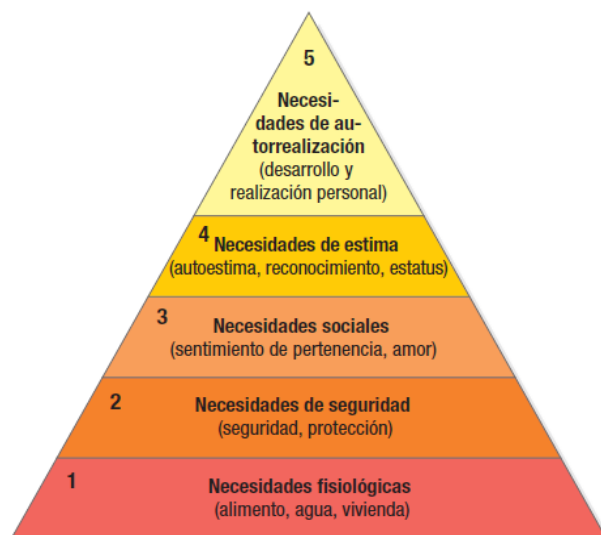 5
Necesi-
dades de au-
torrealización
(desarrollo y
realización personal)
4
Necesidades de estima
(autoestima, reconocimiento, estatus)
3
Necesidades sociales
(sentimiento de pertenencia, amor)
2
Necesidades de seguridad
(seguridad, protección)
1
Necesidades fisiológicas
(alimento, agua, vivienda)